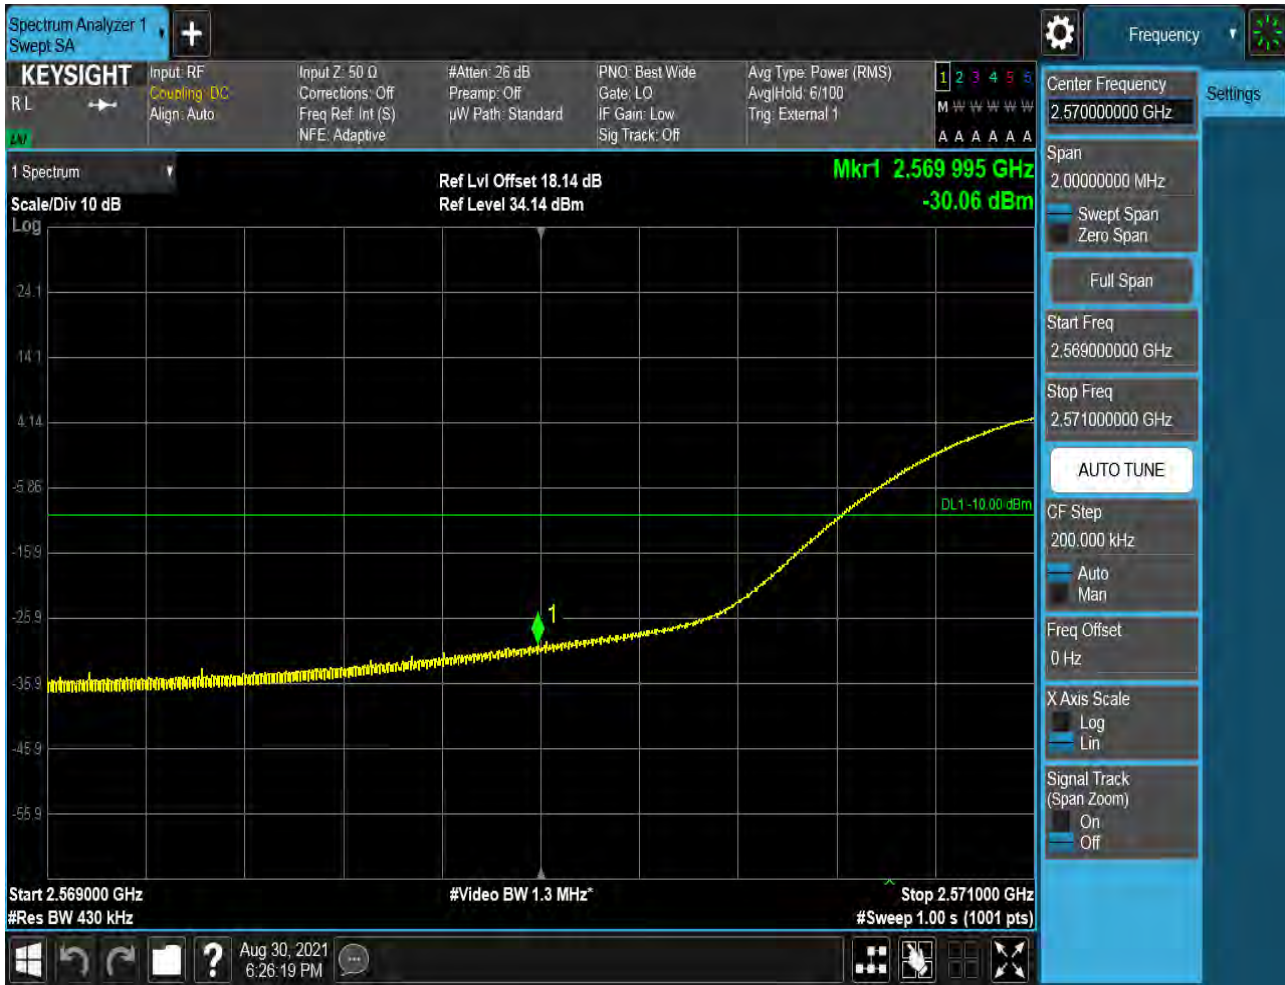 Spectrum Analyzer 1
Swept SA
Frequency
KEYSIGHT
R L
LXI
Input: RF
Coupling: DC
Align: Auto
Input Z: 50 Ω
Corrections: Off
Freq Ref: Int (S)
NFE: Adaptive
#Atten: 26 dB
Preamp: Off
µW Path: Standard
PNO: Best Wide
Gate: LO
IF Gain: Low
Sig Track: Off
Avg Type: Power (RMS)
Avg|Hold: 6/100
Trig: External 1
1 2 3 4 5 6
M W W W W W
A A A A A A
1 Spectrum
Scale/Div 10 dB
Log
Ref Lvl Offset 18.14 dB
Ref Level 34.14 dBm
Mkr1 2.569 995 GHz
-30.06 dBm
24.1
14.1
4.14
-5.86
-15.9
-25.9
-35.9
-45.9
-55.9
DL1 -10.00 dBm
1
Start 2.569000 GHz
#Res BW 430 kHz
#Video BW 1.3 MHz*
Stop 2.571000 GHz
#Sweep 1.00 s (1001 pts)
Center Frequency
2.570000000 GHz
Settings
Span
2.00000000 MHz
Swept Span
Zero Span
Full Span
Start Freq
2.569000000 GHz
Stop Freq
2.571000000 GHz
AUTO TUNE
CF Step
200.000 kHz
Auto
Man
Freq Offset
0 Hz
X Axis Scale
Log
Lin
Signal Track
(Span Zoom)
On
Off
?
Aug 30, 2021
6:26:19 PM